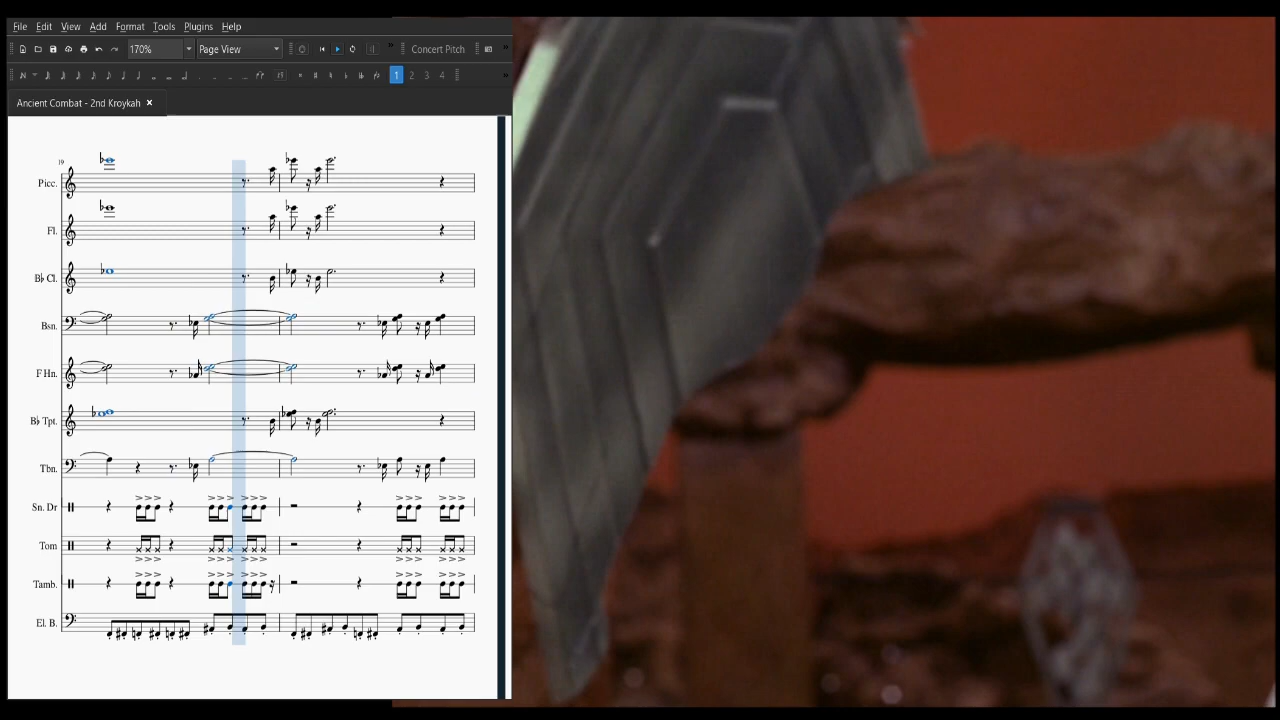 File Edit View Add Format Tools Plugins Help
170% Page View Concert Pitch
1 2 3 4
Ancient Combat - 2nd Kroykah
19
Picc.
Fl.
B♭ Cl.
Bsn.
F Hn.
B♭ Tpt.
Tbn.
Sn. Dr
Tom
Tamb.
El. B.